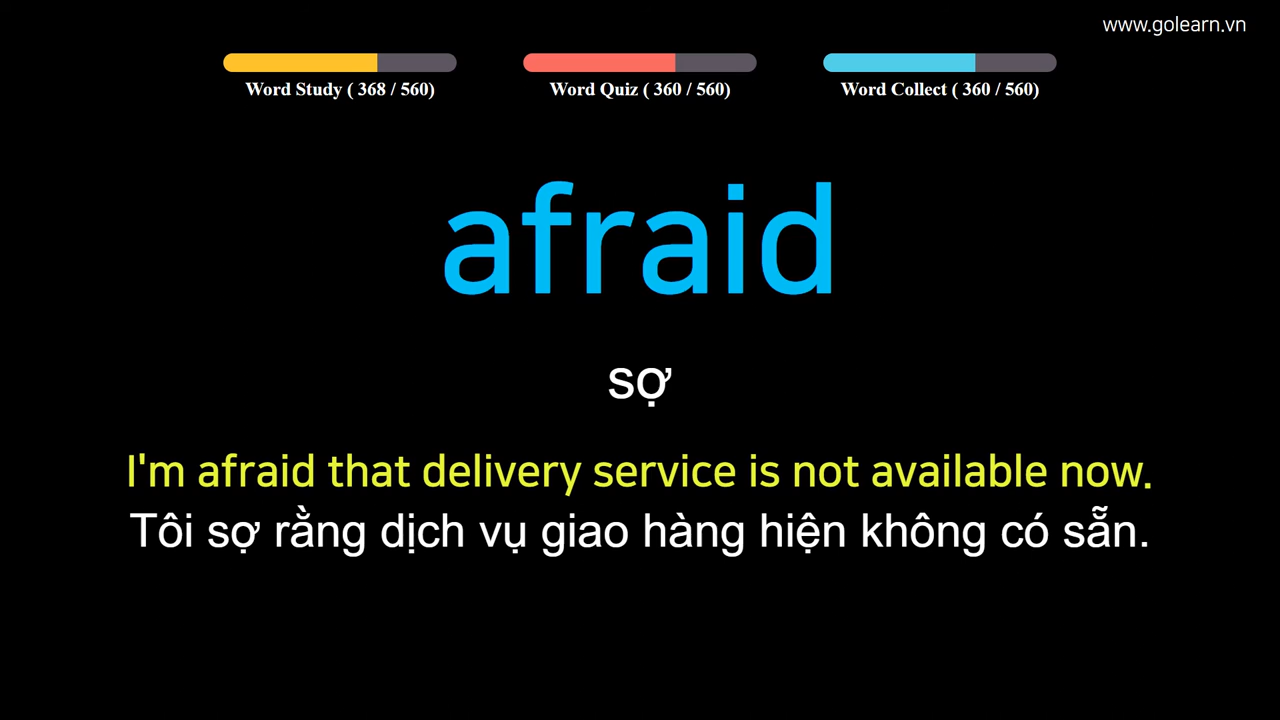 www.golearn.vn
Word Study ( 368 / 560)
Word Quiz ( 360 / 560)
Word Collect ( 360 / 560)
afraid
sợ
I'm afraid that delivery service is not available now.
Tôi sợ rằng dịch vụ giao hàng hiện không có sẵn.